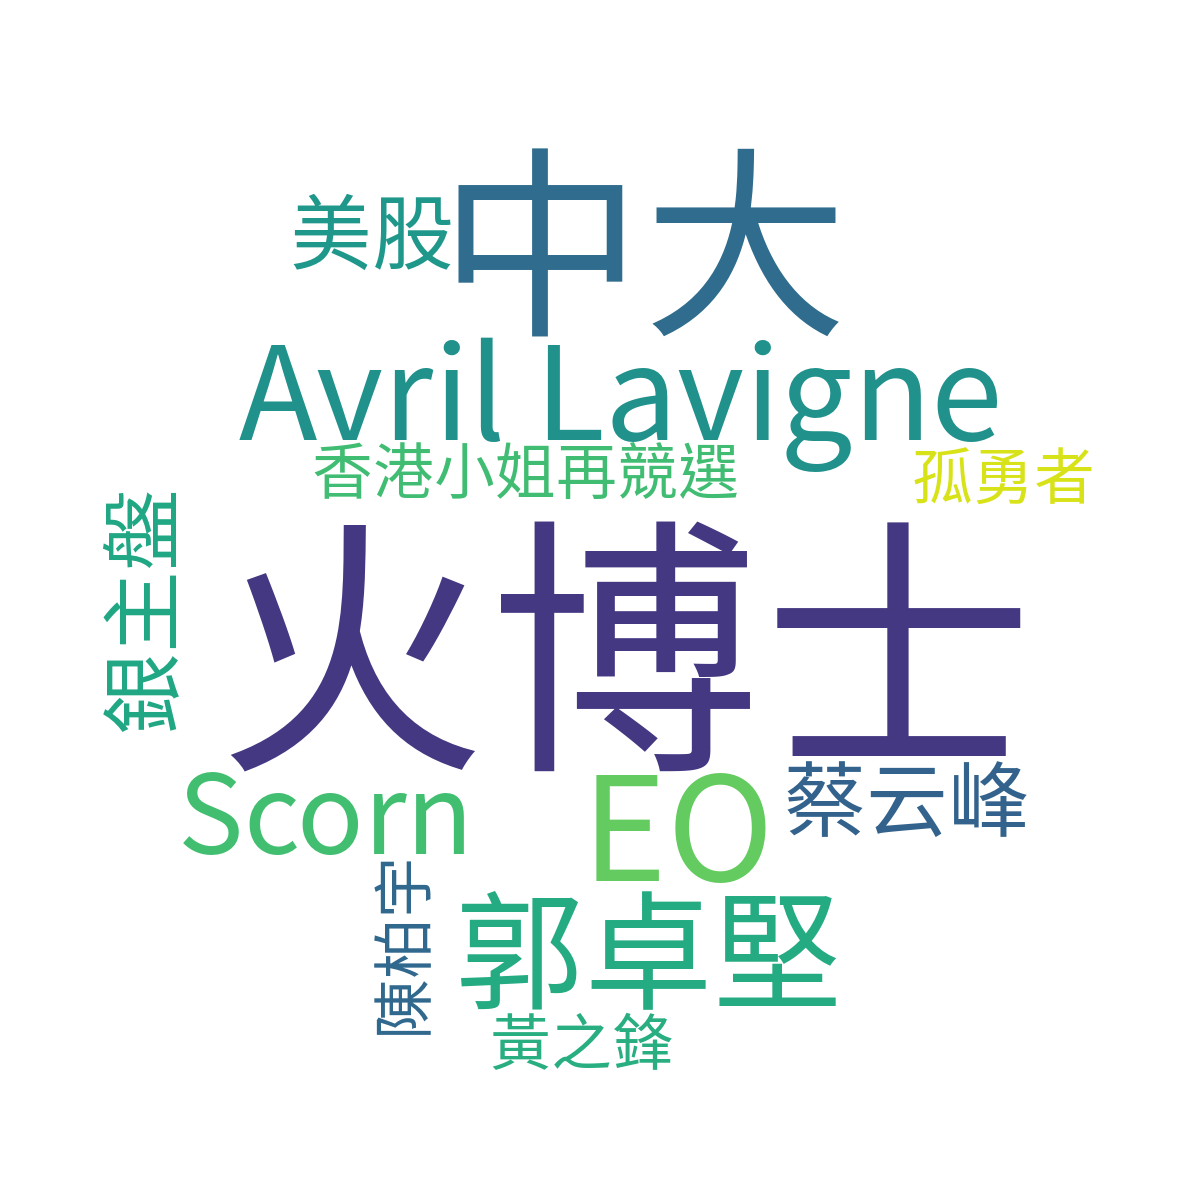 中大
美股
Avril Lavigne
香港小姐再競選
孤勇者
銀主盤
火博士
蔡云峰
Scorn
EO
陳柏宇
郭卓堅
黃之鋒